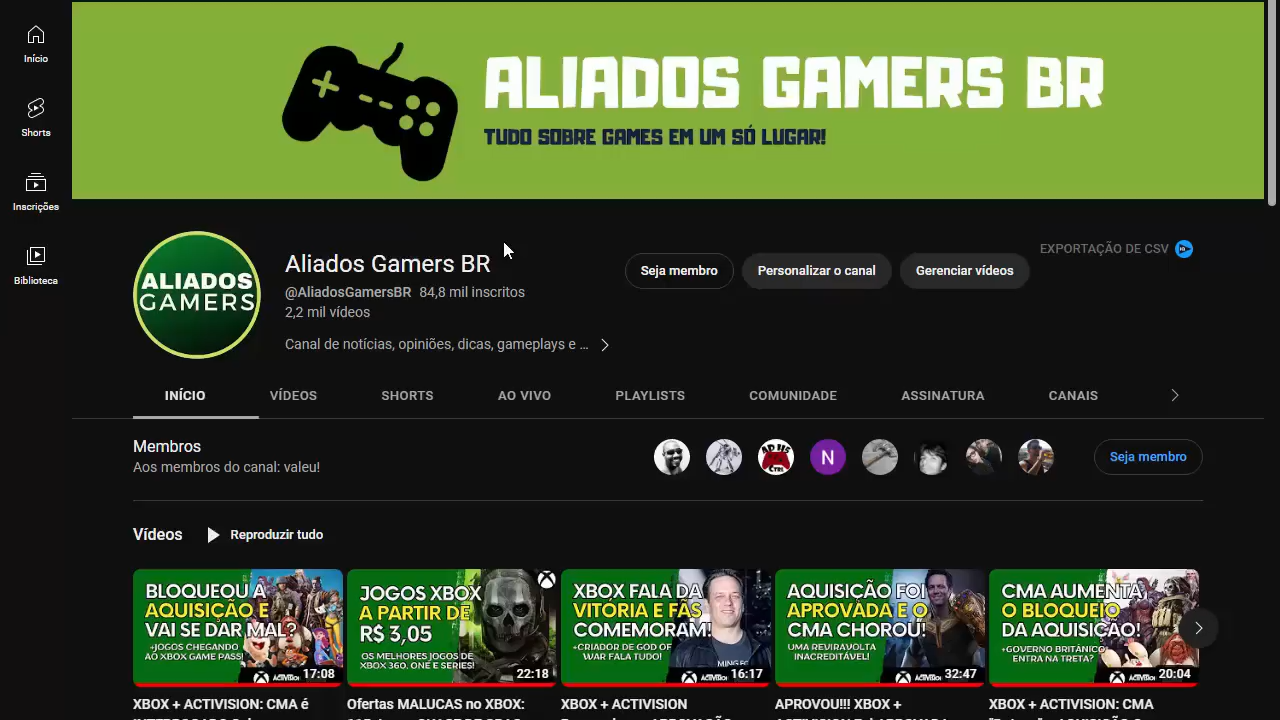 Início
Shorts
Inscrições
Biblioteca
ALIADOS GAMERS BR
TUDO SOBRE GAMES EM UM SÓ LUGAR!
ALIADOS
GAMERS
Aliados Gamers BR
@AliadosGamersBR 84,8 mil inscritos
2,2 mil vídeos
Canal de notícias, opiniões, dicas, gameplays e ...
Seja membro
Personalizar o canal
Gerenciar vídeos
EXPORTAÇÃO DE CSV
INÍCIO
VÍDEOS
SHORTS
AO VIVO
PLAYLISTS
COMUNIDADE
ASSINATURA
CANAIS
Membros
Aos membros do canal: valeu!
N
Seja membro
Vídeos
Reproduzir tudo
BLOQUEOU A
AQUISIÇÃO E
VAI SE DAR MAL?
+JOGOS CHEGANDO
AO XBOX GAME PASS!
17:08
JOGOS XBOX
A PARTIR DE
R$ 3,05
OS MELHORES JOGOS DE
XBOX 360, ONE E SERIES!
22:18
XBOX FALA DA
VITÓRIA E FÃS
COMEMORAM!
+CRIADOR DE GOD OF
WAR FALA TUDO!
16:17
AQUISIÇÃO FOI
APROVADA E O
CMA CHOROU!
UMA REVIRAVOLTA
INACREDITÁVEL!
32:47
CMA AUMENTA
O BLOQUEIO
DA AQUISIÇÃO!
+GOVERNO BRITÂNICO
ENTRA NA TRETA?
20:04
XBOX + ACTIVISION: CMA é
Ofertas MALUCAS no XBOX:
XBOX + ACTIVISION
APROVOU!!! XBOX +
XBOX + ACTIVISION: CMA